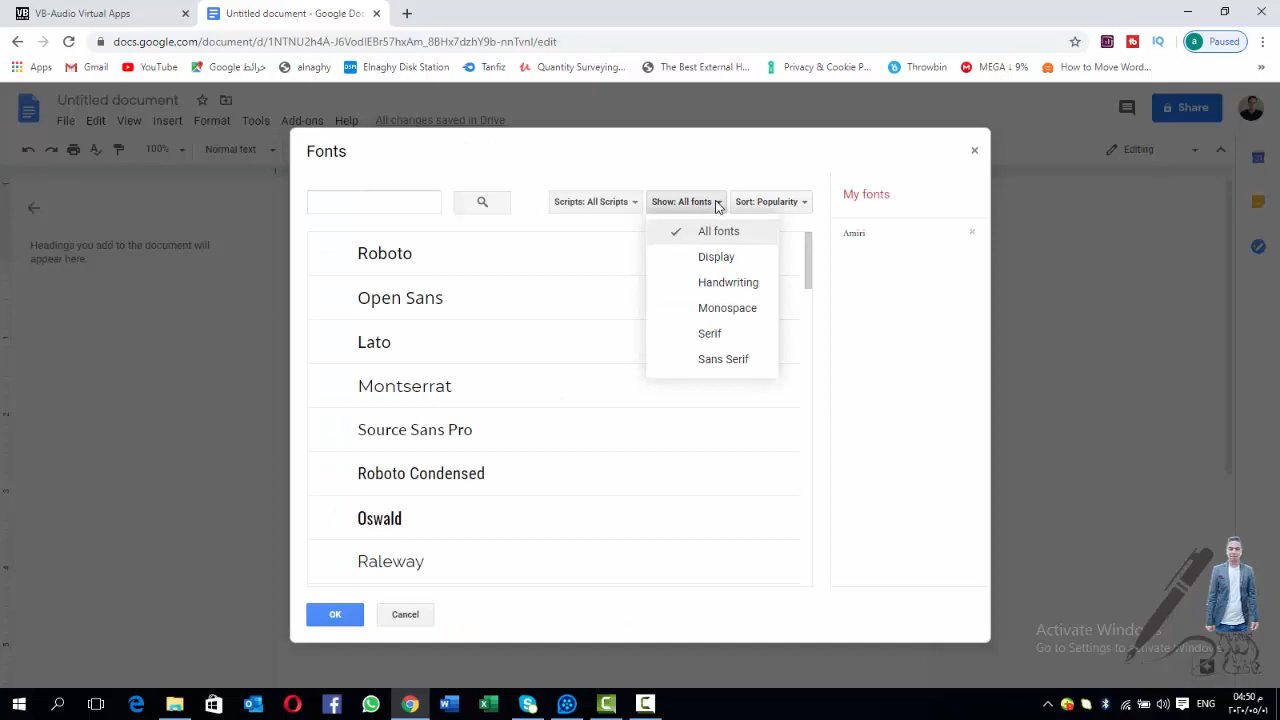 VB-Audio Virtual Apps
Untitled document - Google Doc
docs.google.com/document/d/1NTNU2h4A-J6VodIEBr57hxAm_8BHx7dzhY9b-nnTvnI/edit
Paused
Apps
Gmail
YouTube
خرائط Google
alnaghy
Elnaghy Disk Station
Tanfiz
Quantity Surveying...
The Best External H...
Privacy & Cookie P...
Throwbin
MEGA ↓ 9%
How to Move Word...
Untitled document
File Edit View Insert Format Tools Add-ons Help All changes saved in Drive
Share
100%
Normal text
Editing
Headings you add to the document will
appear here.
Fonts
Scripts: All Scripts
Show: All fonts
Sort: Popularity
All fonts
Display
Handwriting
Monospace
Serif
Sans Serif
Roboto
Open Sans
Lato
Montserrat
Source Sans Pro
Roboto Condensed
Oswald
Raleway
My fonts
Amiri
OK
Cancel
Activate Windows
Go to Settings to activate Windows.
ENG
04:50 م